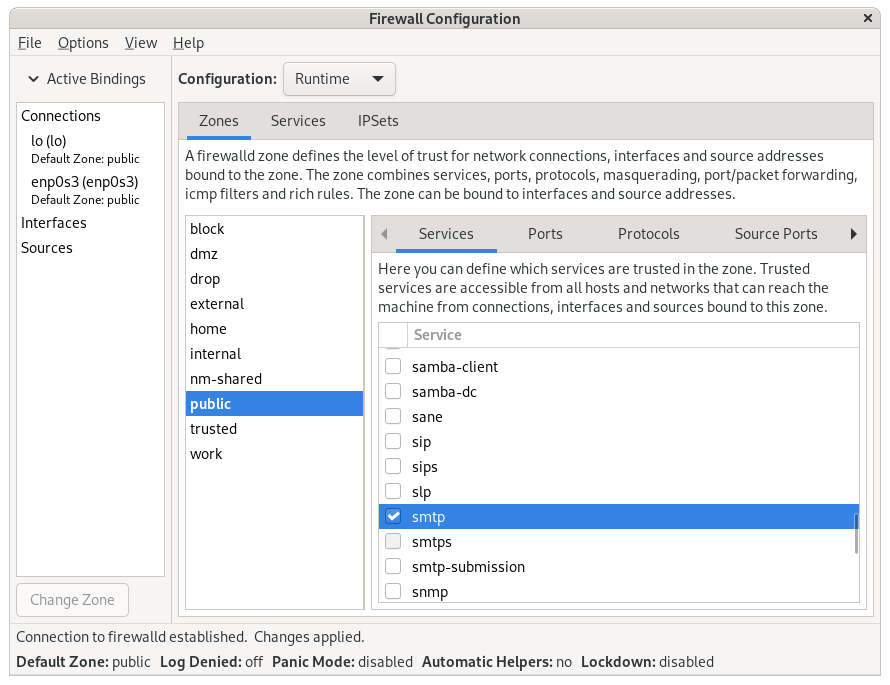 Firewall Configuration
File Options View Help
Active Bindings
Configuration: Runtime
Connections
lo (lo)
Default Zone: public
enp0s3 (enp0s3)
Default Zone: public
Interfaces
Sources
Change Zone
Zones Services IPSets
A firewalld zone defines the level of trust for network connections, interfaces and source addresses
bound to the zone. The zone combines services, ports, protocols, masquerading, port/packet forwarding,
icmp filters and rich rules. The zone can be bound to interfaces and source addresses.
block
dmz
drop
external
home
internal
nm-shared
public
trusted
work
Services Ports Protocols Source Ports
Here you can define which services are trusted in the zone. Trusted
services are accessible from all hosts and networks that can reach the
machine from connections, interfaces and sources bound to this zone.
Service
samba-client
samba-dc
sane
sip
sips
slp
smtp
smtps
smtp-submission
snmp
Connection to firewalld established. Changes applied.
Default Zone: public Log Denied: off Panic Mode: disabled Automatic Helpers: no Lockdown: disabled